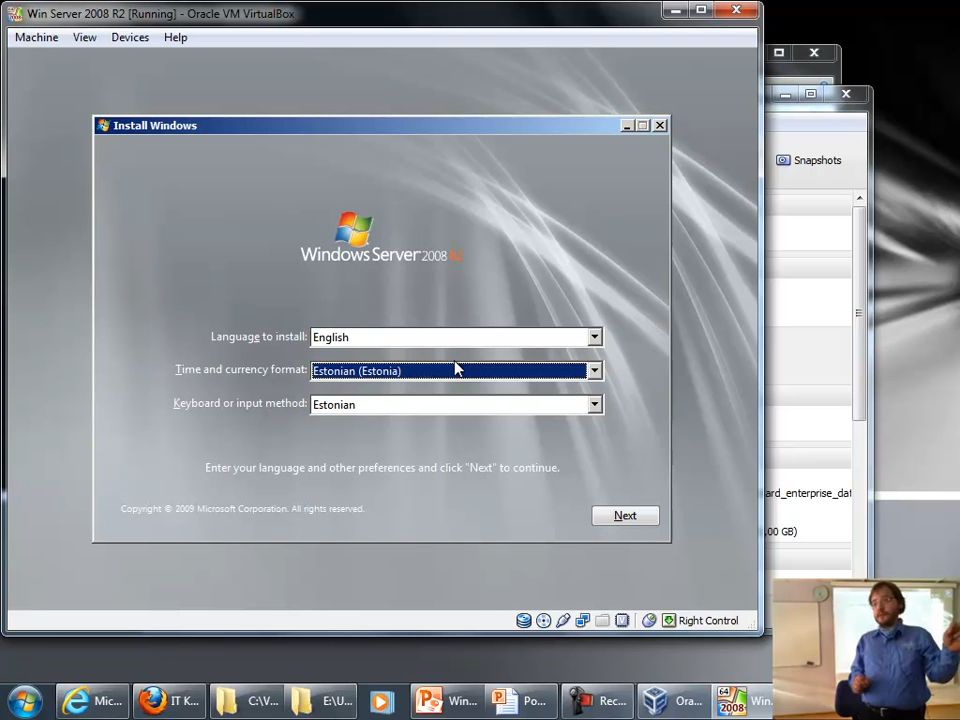 Win Server 2008 R2 [Running] - Oracle VM VirtualBox
Machine View Devices Help
Install Windows
Snapshots
Windows Server 2008 R2
Language to install: English
Time and currency format: Estonian (Estonia)
Keyboard or input method: Estonian
Enter your language and other preferences and click "Next" to continue.
ard_enterprise_dat
Copyright © 2009 Microsoft Corporation. All rights reserved.
Next
,00 GB)
Right Control
Mic...
IT K...
C:\V...
E:\U...
Win...
Po...
Rec...
Ora...
64
2008
Win